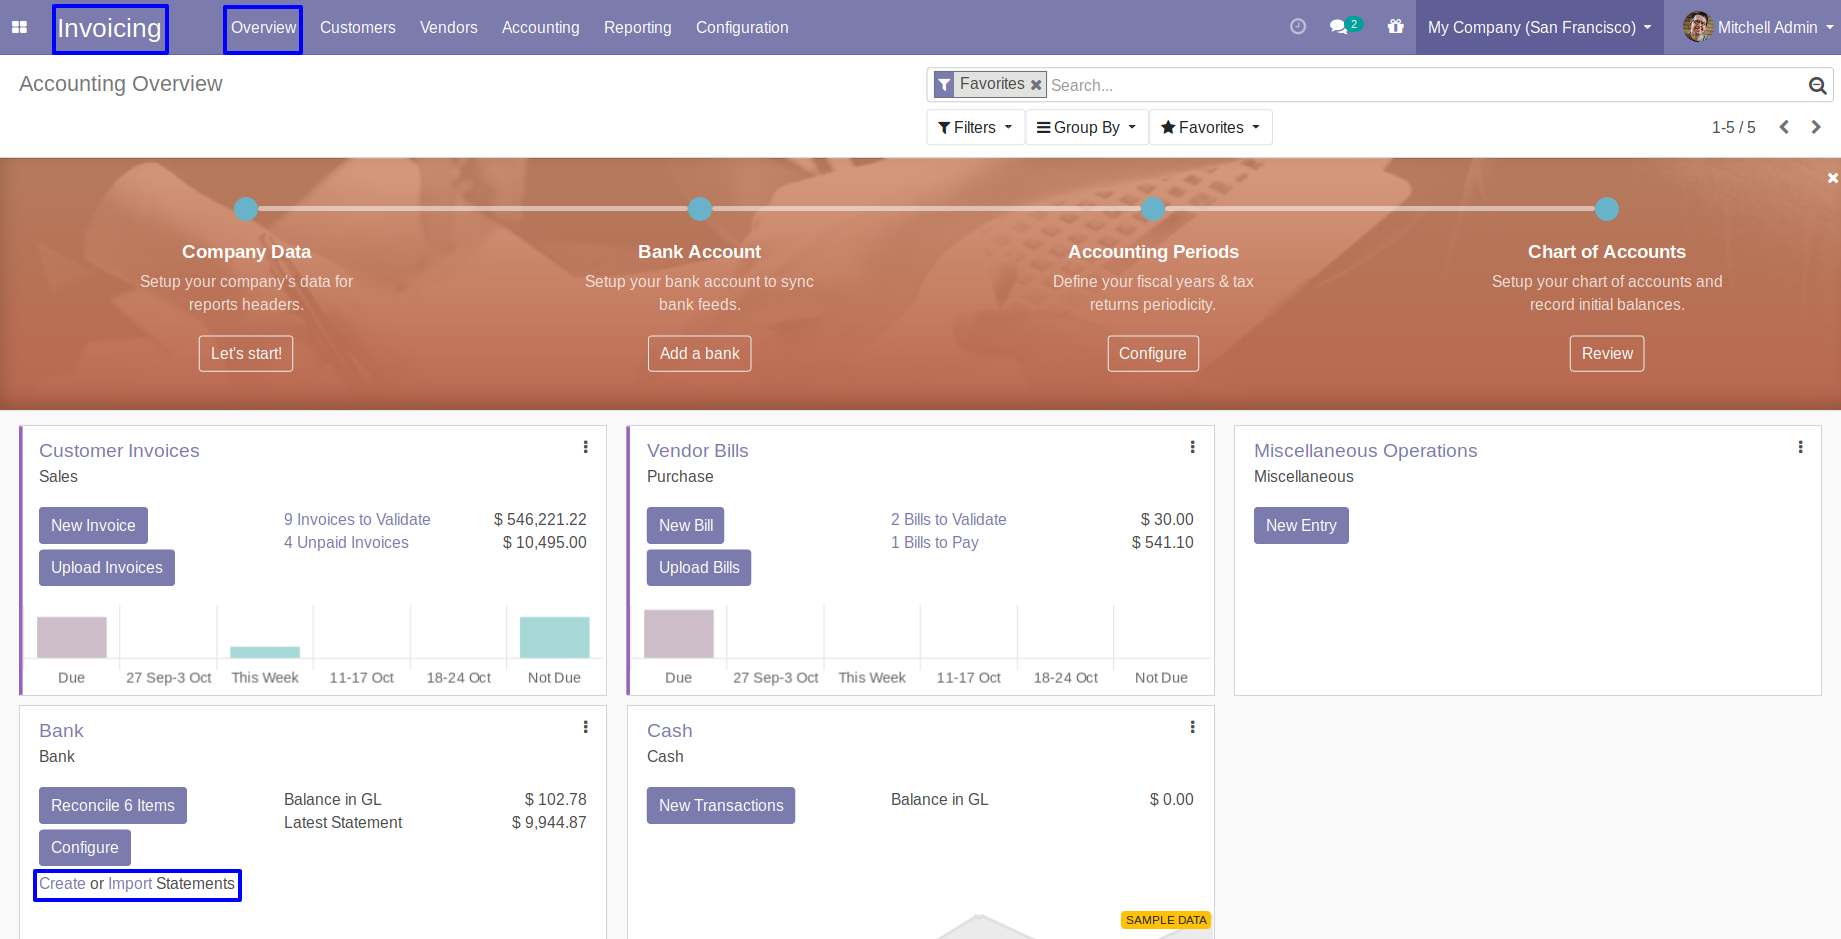 Invoicing Overview Customers Vendors Accounting Reporting Configuration 2 My Company (San Francisco) Mitchell Admin
Accounting Overview
Favorites Search...
Filters Group By Favorites 1-5 / 5
Company Data
Setup your company's data for
reports headers.
Let's start!
Bank Account
Setup your bank account to sync
bank feeds.
Add a bank
Accounting Periods
Define your fiscal years & tax
returns periodicity.
Configure
Chart of Accounts
Setup your chart of accounts and
record initial balances.
Review
Customer Invoices
Sales
New Invoice
Upload Invoices
9 Invoices to Validate $ 546,221.22
4 Unpaid Invoices $ 10,495.00
Due 27 Sep-3 Oct This Week 11-17 Oct 18-24 Oct Not Due
Vendor Bills
Purchase
New Bill
Upload Bills
2 Bills to Validate $ 30.00
1 Bills to Pay $ 541.10
Due 27 Sep-3 Oct This Week 11-17 Oct 18-24 Oct Not Due
Miscellaneous Operations
Miscellaneous
New Entry
Bank
Bank
Reconcile 6 Items
Configure
Create or Import Statements
Balance in GL $ 102.78
Latest Statement $ 9,944.87
Cash
Cash
New Transactions
Balance in GL $ 0.00
SAMPLE DATA